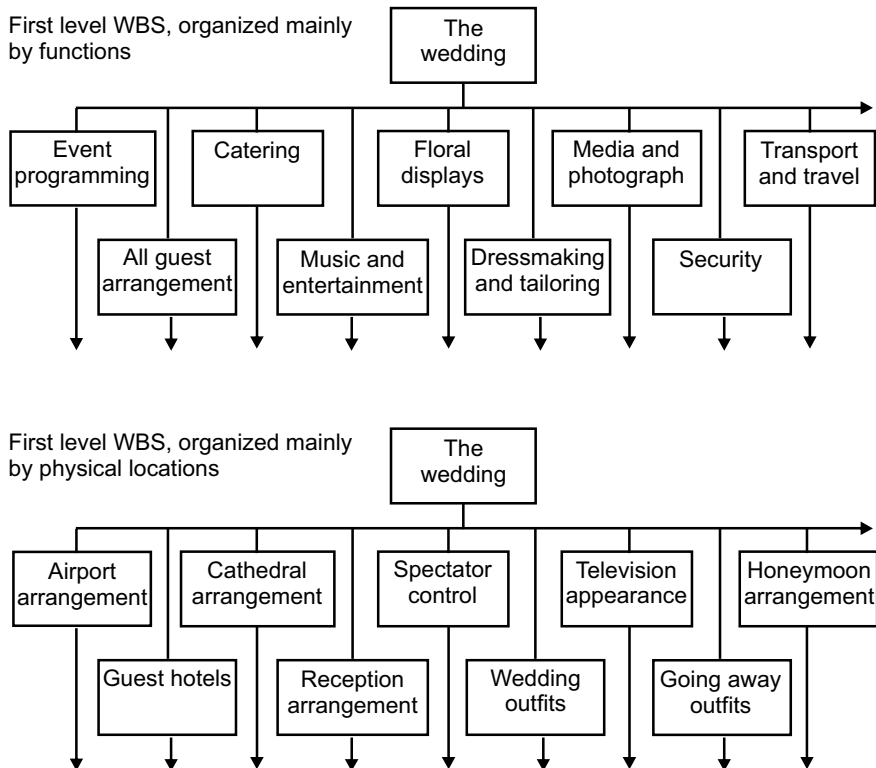 First level WBS, organized mainly
by functions
The
wedding
Event
programming
Catering
Floral
displays
Media and
photograph
Transport
and travel
All guest
arrangement
Music and
entertainment
Dressmaking
and tailoring
Security
First level WBS, organized mainly
by physical locations
The
wedding
Airport
arrangement
Cathedral
arrangement
Spectator
control
Television
appearance
Honeymoon
arrangement
Guest hotels
Reception
arrangement
Wedding
outfits
Going away
outfits